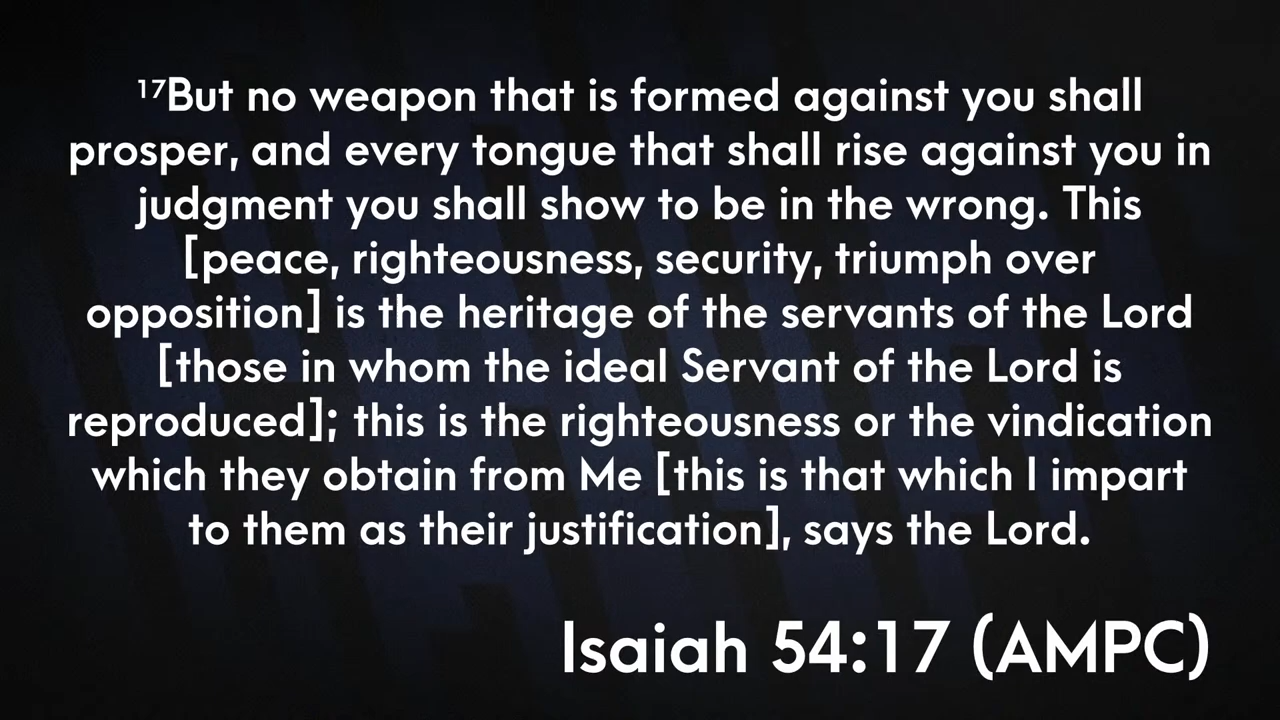 ¹⁷But no weapon that is formed against you shall
prosper, and every tongue that shall rise against you in
judgment you shall show to be in the wrong. This
[peace, righteousness, security, triumph over
opposition] is the heritage of the servants of the Lord
[those in whom the ideal Servant of the Lord is
reproduced]; this is the righteousness or the vindication
which they obtain from Me [this is that which I impart
to them as their justification], says the Lord.
Isaiah 54:17 (AMPC)